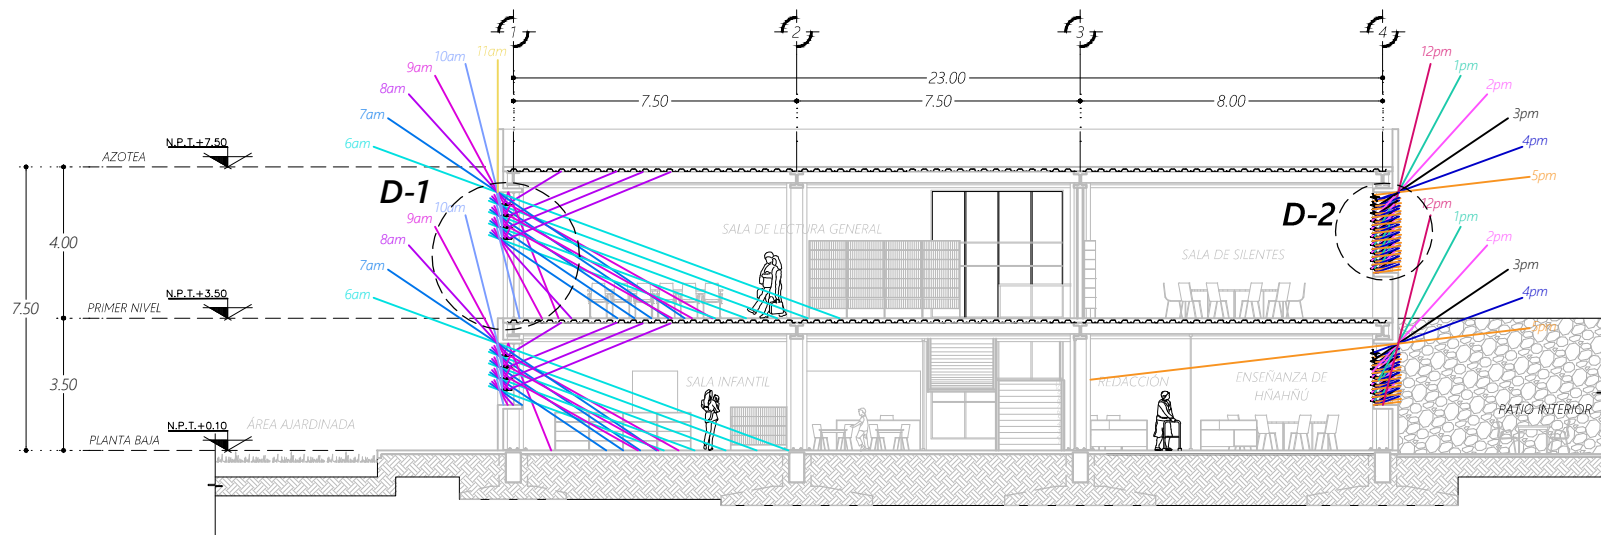 1
2
3
4
23.00
7.50
7.50
8.00
11am
10am
9am
8am
7am
6am
12pm
1pm
2pm
3pm
4pm
5pm
N.P.T.+7.50
AZOTEA
D-1
D-2
10am
9am
8am
7am
6am
12pm
1pm
2pm
3pm
4pm
5pm
SALA DE LECTURA GENERAL
SALA DE SILENTES
4.00
7.50
3.50
N.P.T.+3.50
PRIMER NIVEL
SALA INFANTIL
REDACCIÓN
ENSEÑANZA DE
HÑAHÑÚ
PATIO INTERIOR
N.P.T.+0.10
ÁREA AJARDINADA
PLANTA BAJA